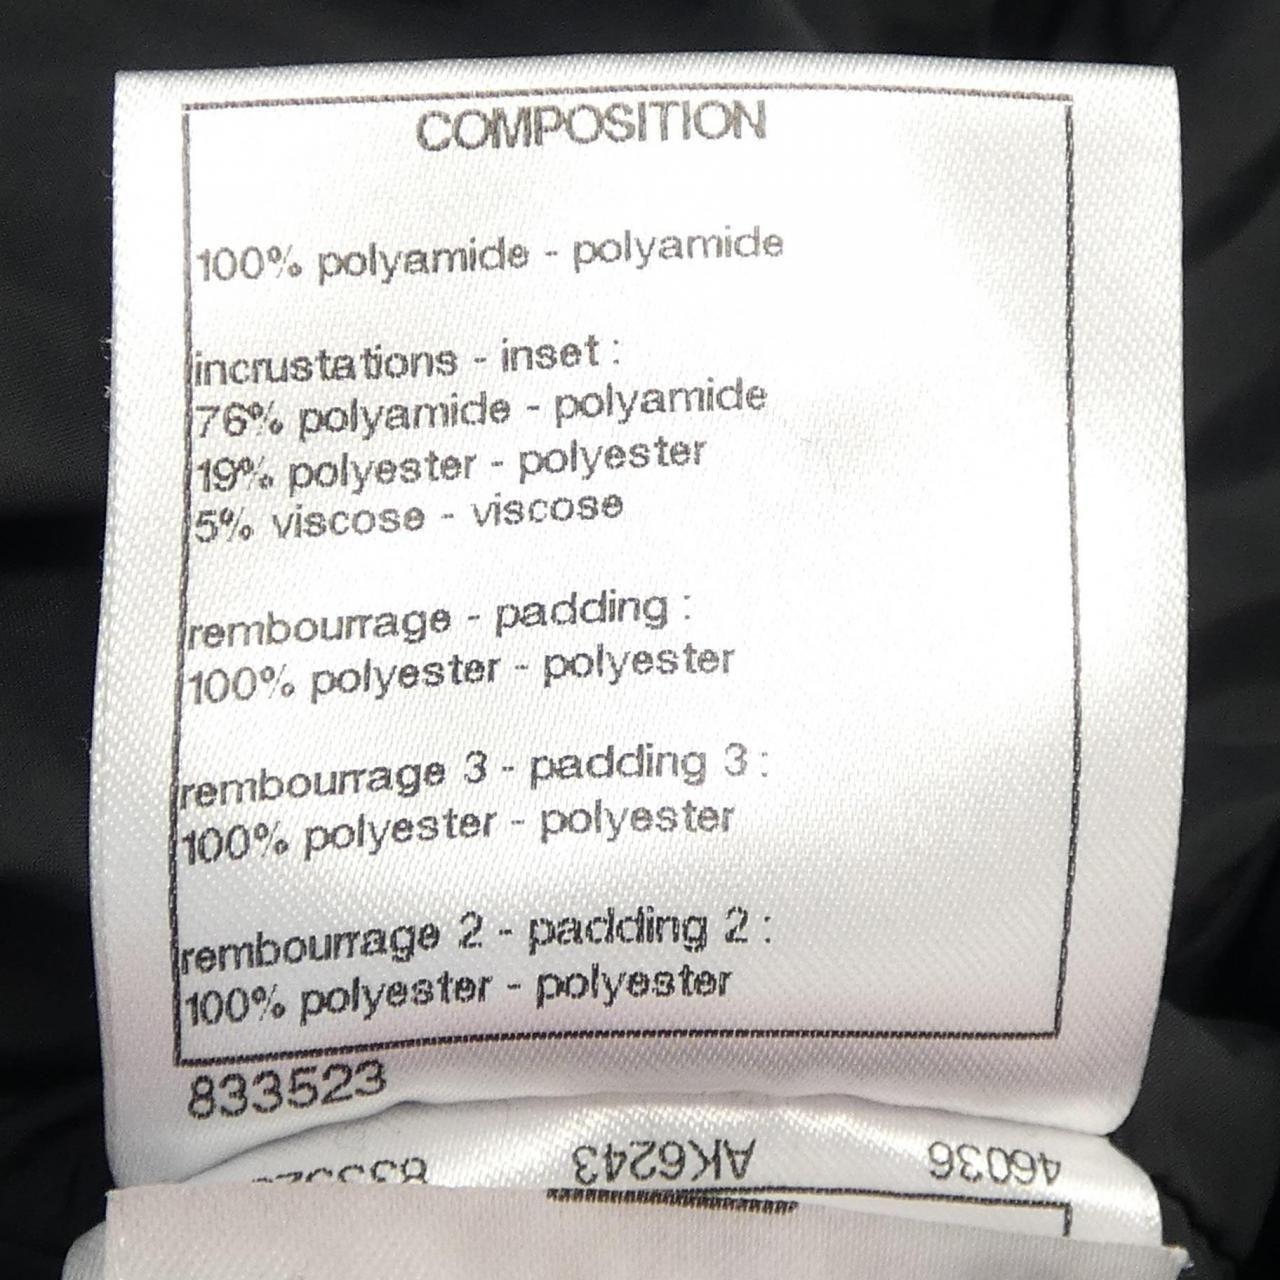 COMPOSITION
100% polyamide - polyamide
incrustations - inset :
76% polyamide - polyamide
19% polyester - polyester
5% viscose - viscose
rembourrage - padding :
100% polyester - polyester
rembourrage 3 - padding 3 :
100% polyester - polyester
rembourrage 2 - padding 2 :
100% polyester - polyester
833523
46036 AK6243